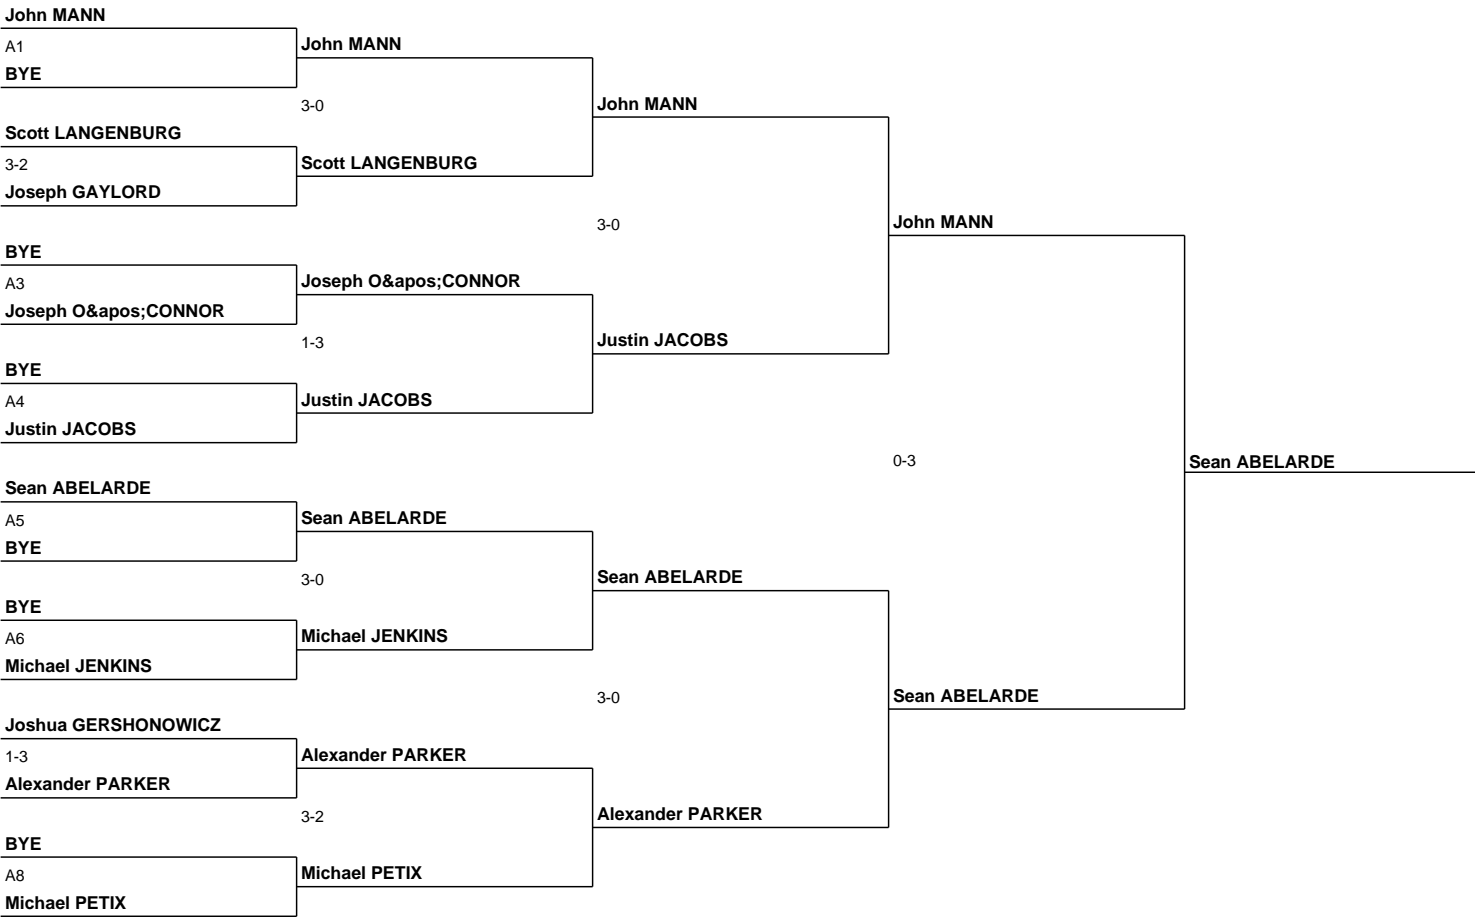 John MANN
A1
BYE
Scott LANGENBURG
3-2
Joseph GAYLORD
BYE
A3
Joseph O&apos;CONNOR
BYE
A4
Justin JACOBS
Sean ABELARDE
A5
BYE
BYE
A6
Michael JENKINS
Joshua GERSHONOWICZ
1-3
Alexander PARKER
BYE
A8
Michael PETIX
John MANN
3-0
Scott LANGENBURG
Joseph O&apos;CONNOR
1-3
Justin JACOBS
Sean ABELARDE
3-0
Michael JENKINS
Alexander PARKER
3-2
Michael PETIX
John MANN
3-0
Justin JACOBS
Sean ABELARDE
3-0
Alexander PARKER
John MANN
0-3
Sean ABELARDE
Sean ABELARDE